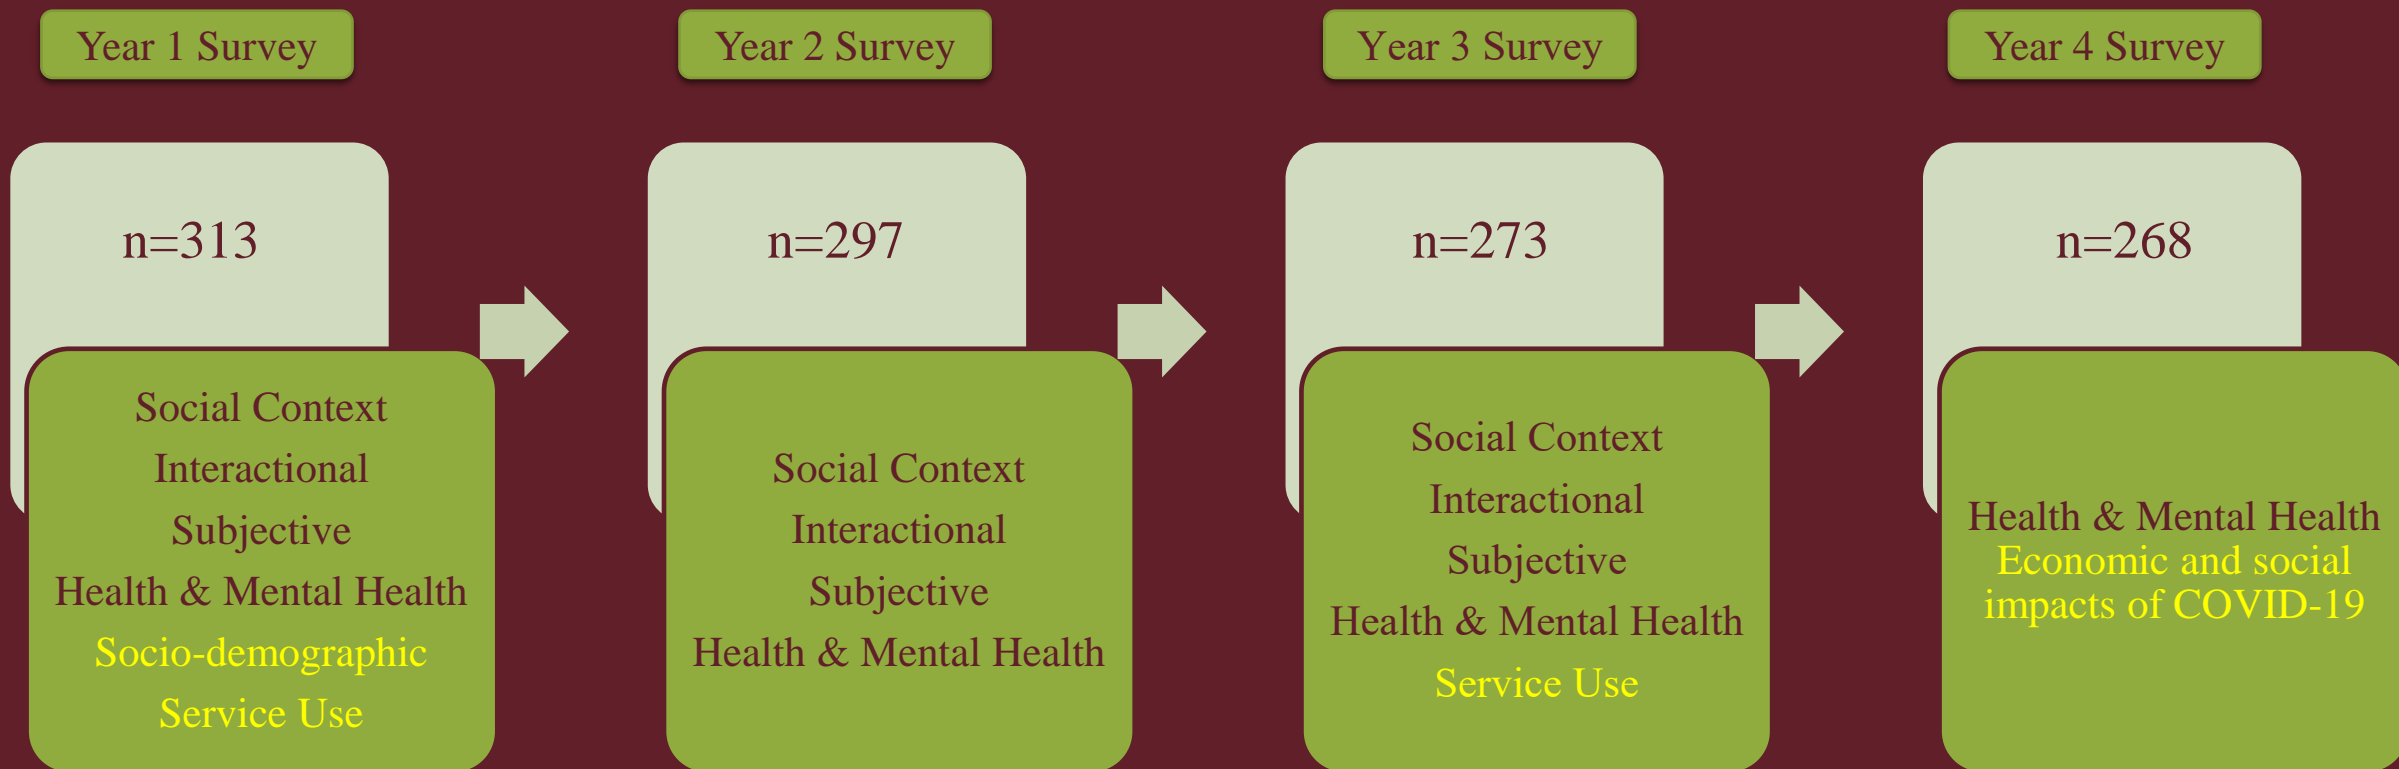 Year 1 Survey
n=313
Social Context
Interactional
Subjective
Health & Mental Health
Socio-demographic
Service Use
Year 2 Survey
n=297
Social Context
Interactional
Subjective
Health & Mental Health
Year 3 Survey
n=273
Social Context
Interactional
Subjective
Health & Mental Health
Service Use
Year 4 Survey
n=268
Health & Mental Health
Economic and social
impacts of COVID-19